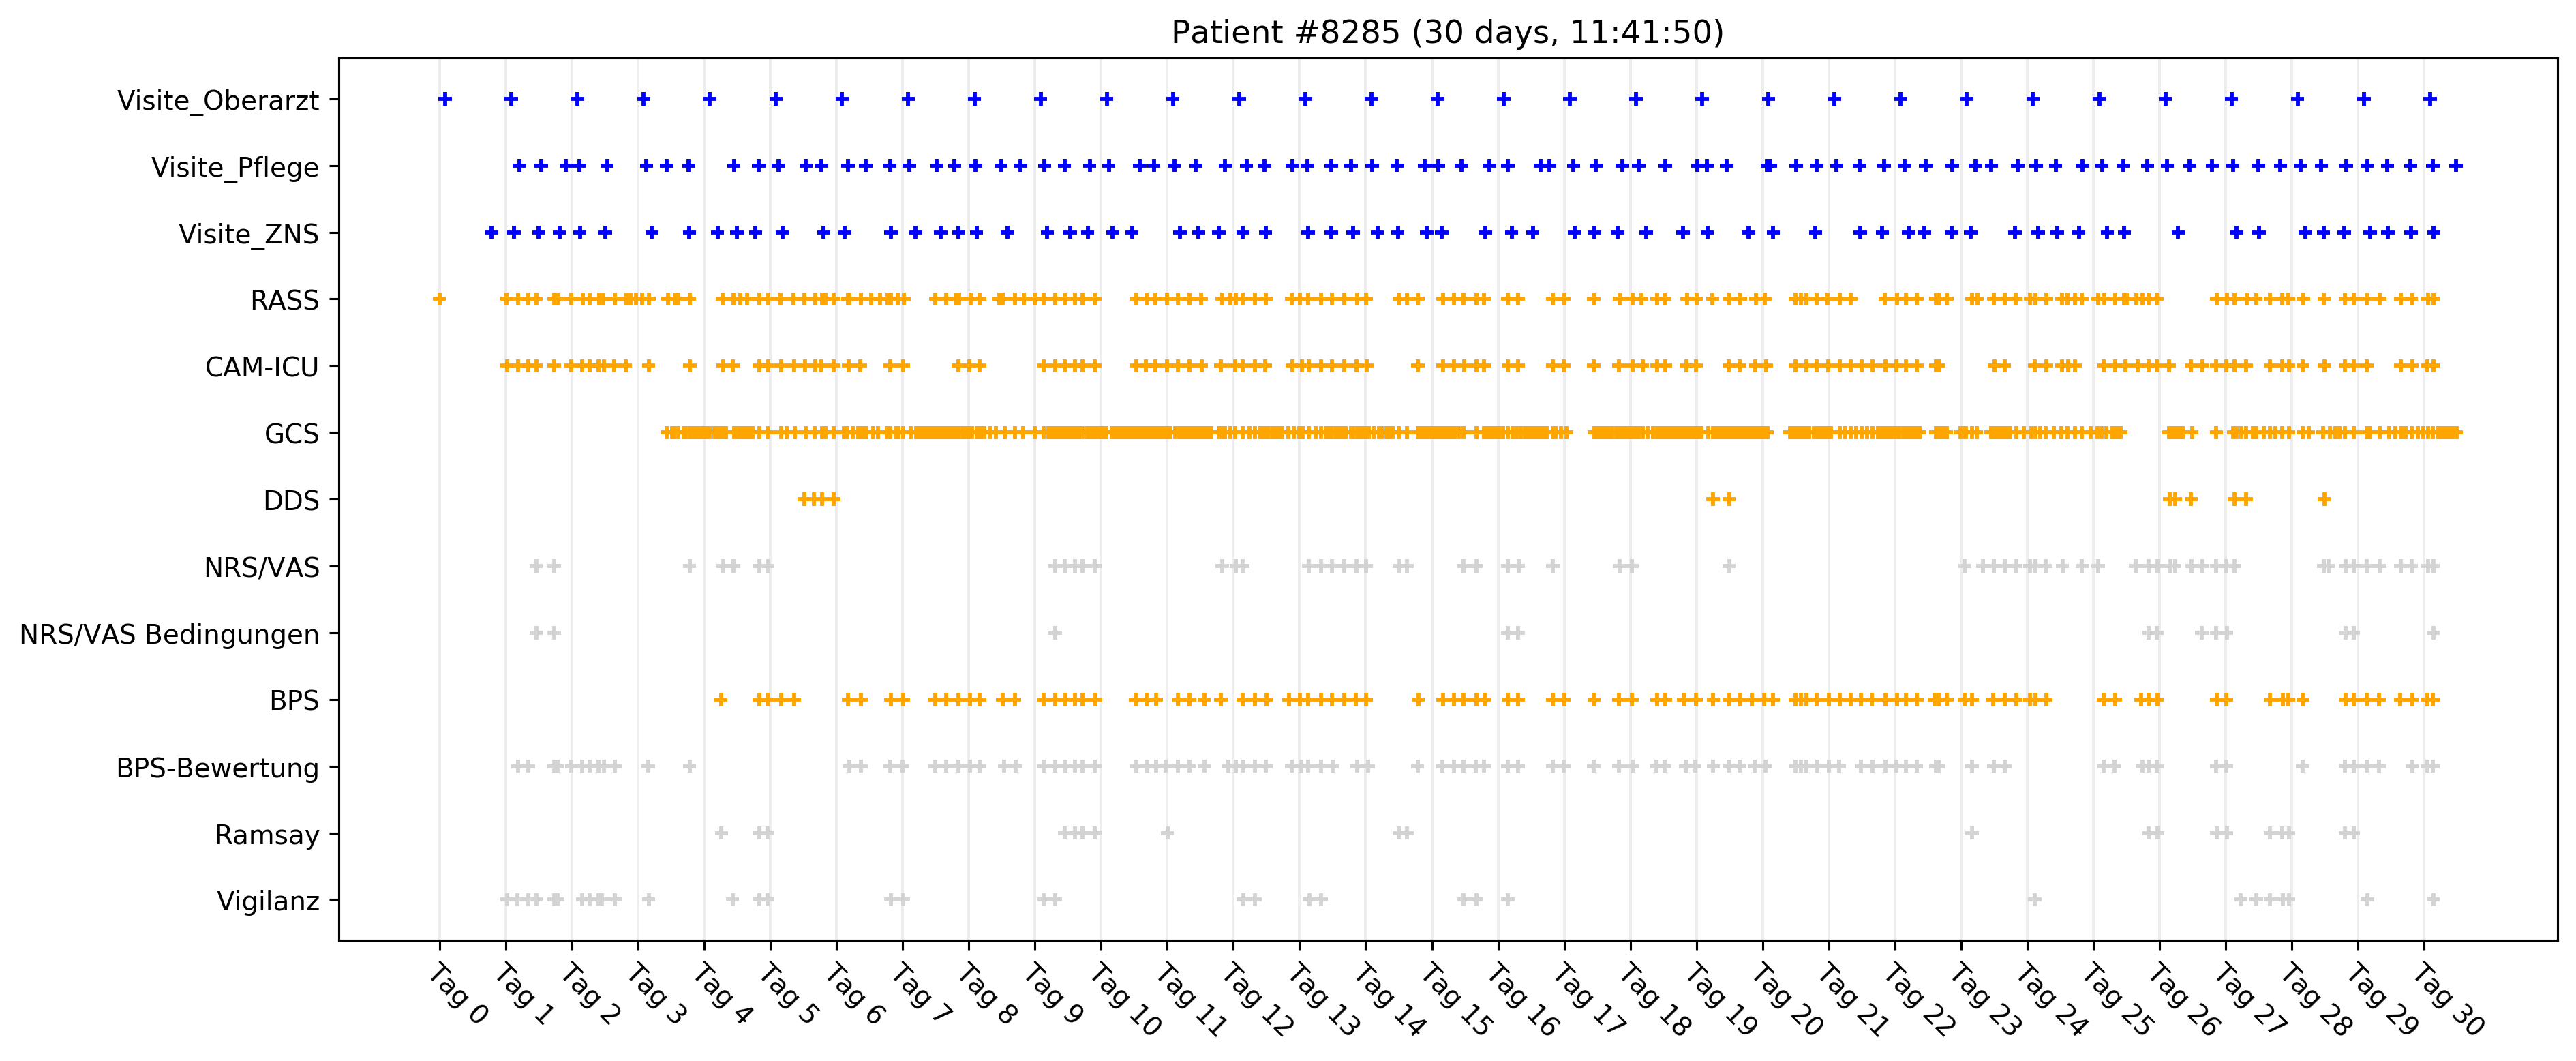 Patient #8285 (30 days, 11:41:50)
Visite_Oberarzt
Visite_Pflege
Visite_ZNS
RASS
CAM-ICU
GCS
DDS
NRS/VAS
NRS/VAS Bedingungen
BPS
BPS-Bewertung
Ramsay
Vigilanz
Tag 0
Tag 1
Tag 2
Tag 3
Tag 4
Tag 5
Tag 6
Tag 7
Tag 8
Tag 9
Tag 10
Tag 11
Tag 12
Tag 13
Tag 14
Tag 15
Tag 16
Tag 17
Tag 18
Tag 19
Tag 20
Tag 21
Tag 22
Tag 23
Tag 24
Tag 25
Tag 26
Tag 27
Tag 28
Tag 29
Tag 30